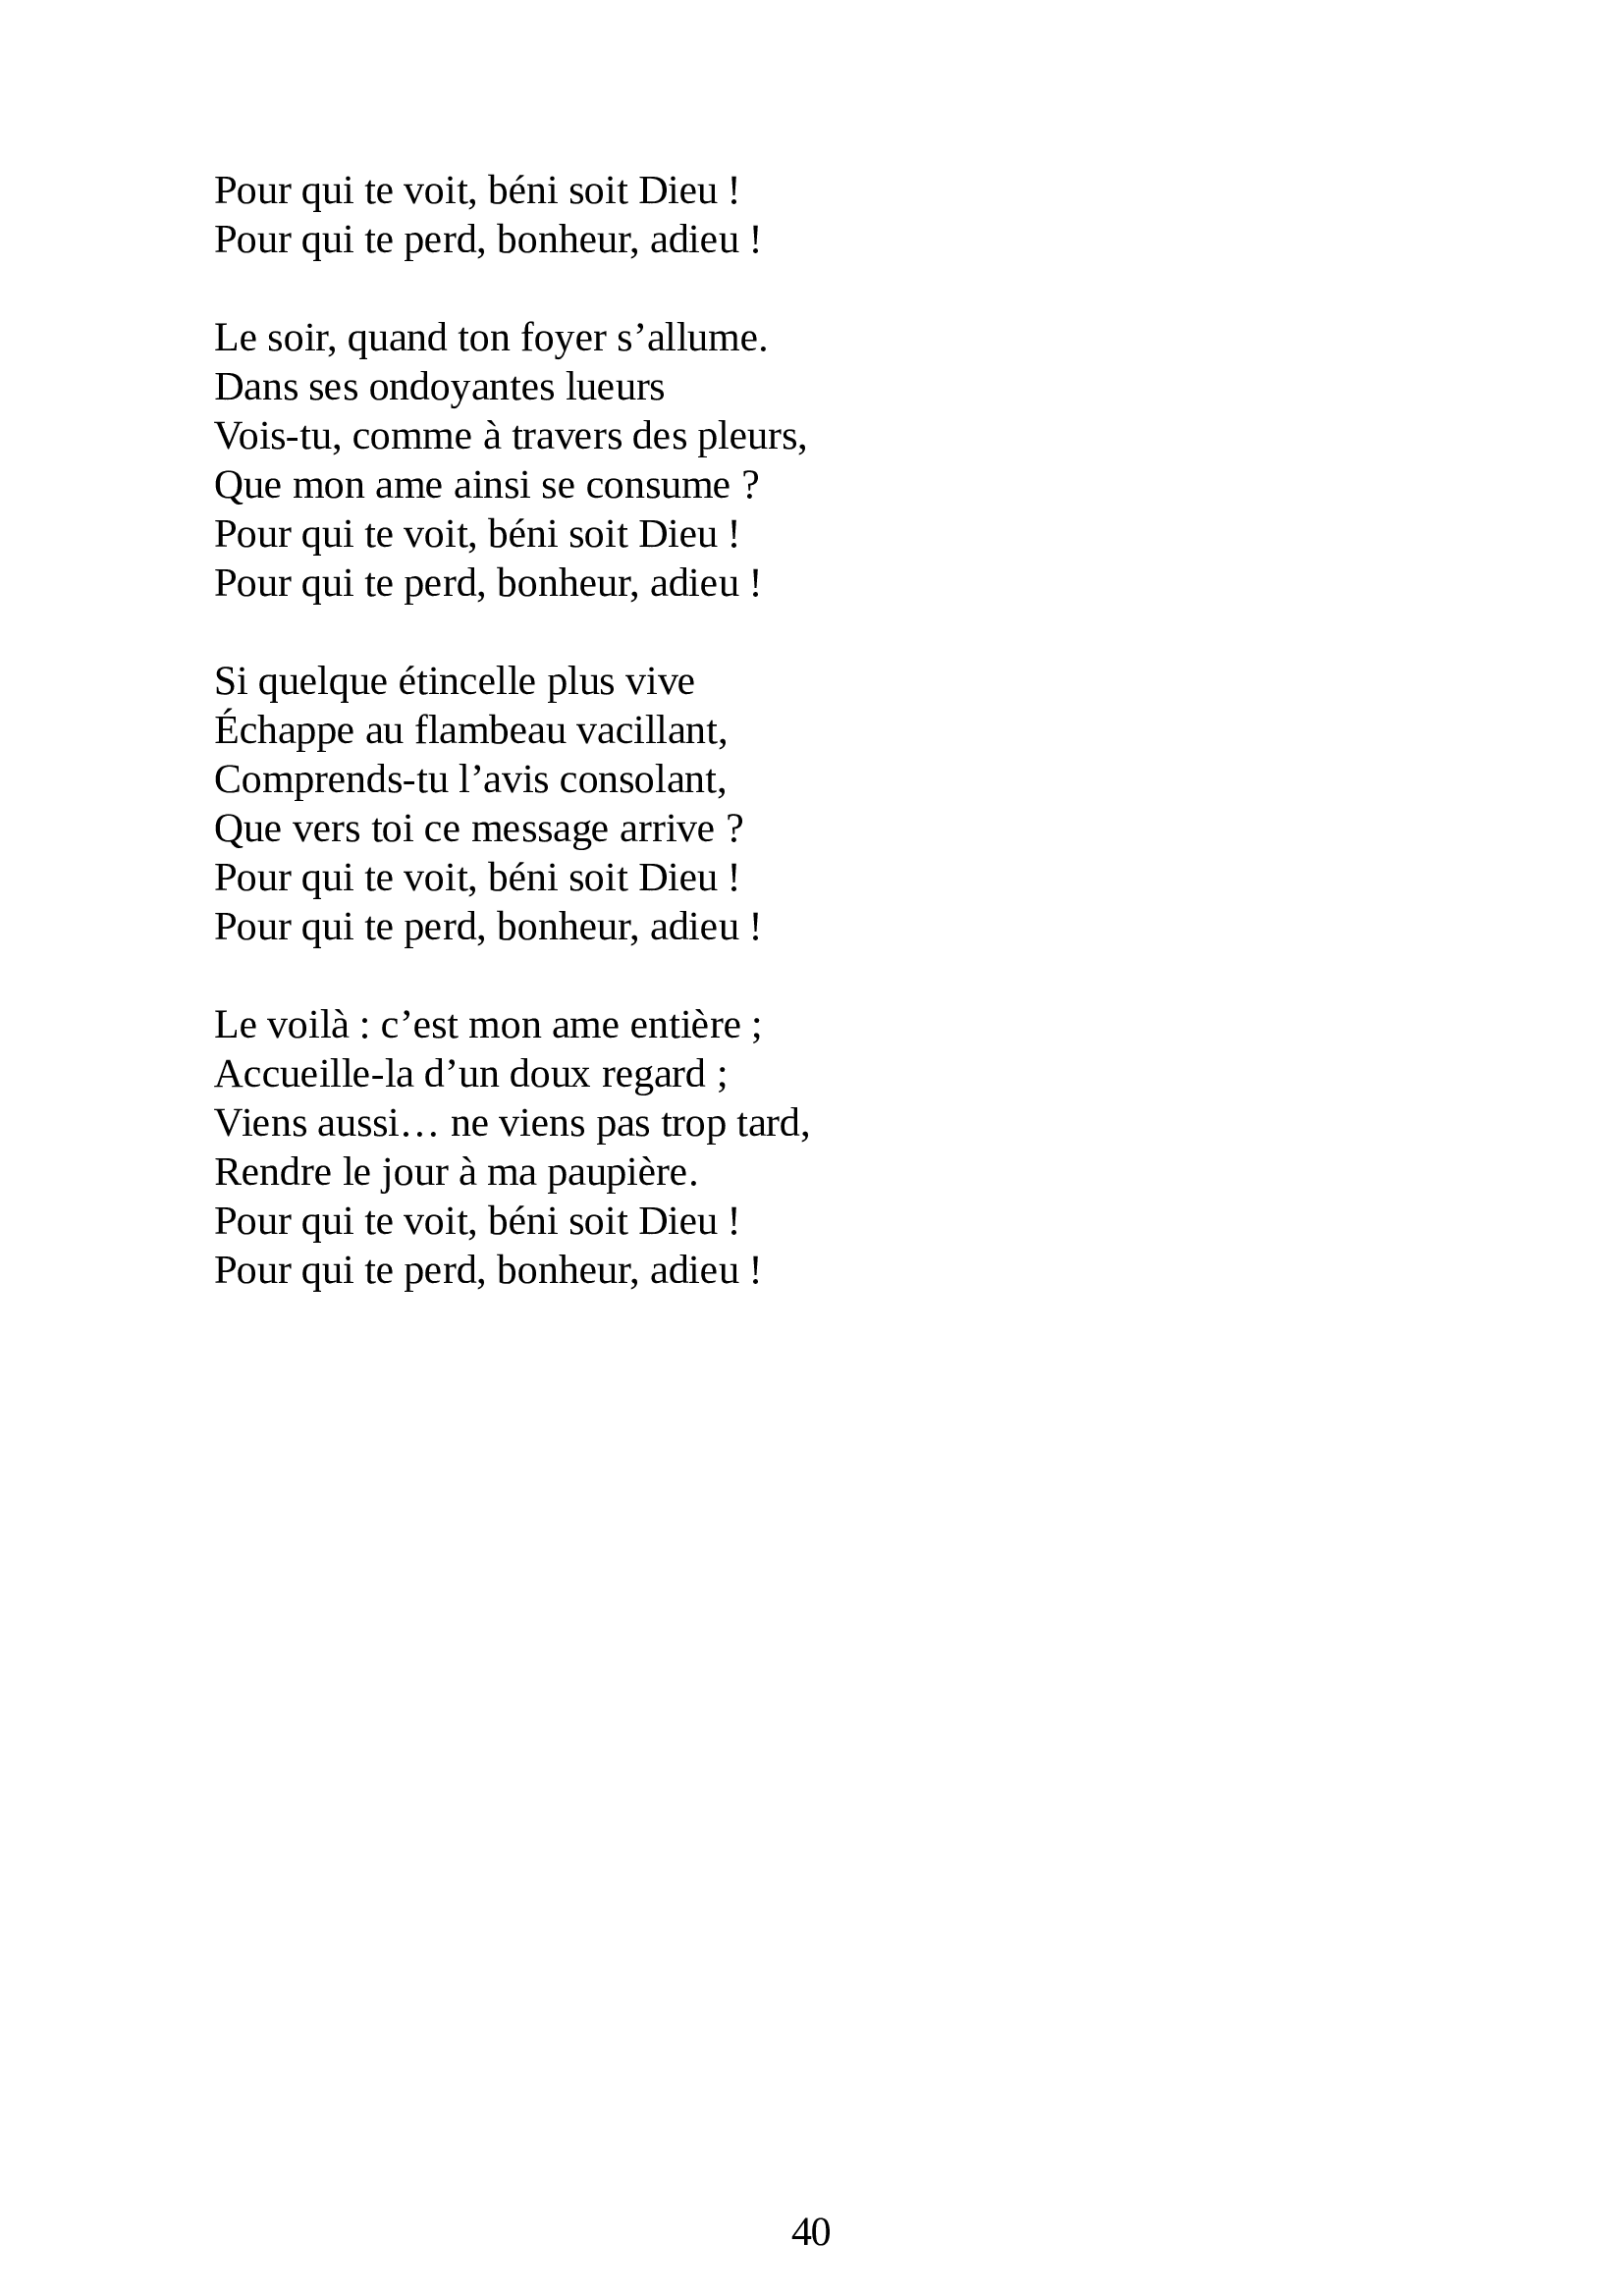 Pour qui te voit, béni soit Dieu !
Pour qui te perd, bonheur, adieu !

Le soir, quand ton foyer s’allume.
Dans ses ondoyantes lueurs
Vois-tu, comme à travers des pleurs,
Que mon ame ainsi se consume ?
Pour qui te voit, béni soit Dieu !
Pour qui te perd, bonheur, adieu !

Si quelque étincelle plus vive
Échappe au flambeau vacillant,
Comprends-tu l’avis consolant,
Que vers toi ce message arrive ?
Pour qui te voit, béni soit Dieu !
Pour qui te perd, bonheur, adieu !

Le voilà : c’est mon ame entière ;
Accueille-la d’un doux regard ;
Viens aussi… ne viens pas trop tard,
Rendre le jour à ma paupière.
Pour qui te voit, béni soit Dieu !
Pour qui te perd, bonheur, adieu !

40